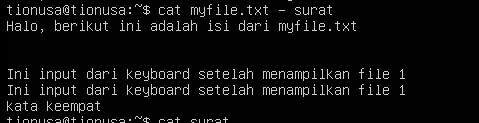 tionusa@tionusa:~$ cat myfile.txt - surat
Halo, berikut ini adalah isi dari myfile.txt
Ini input dari keyboard setelah menampilkan file 1
Ini input dari keyboard setelah menampilkan file 1
kata keempat
tionusa@tionusa:~$ cat surat